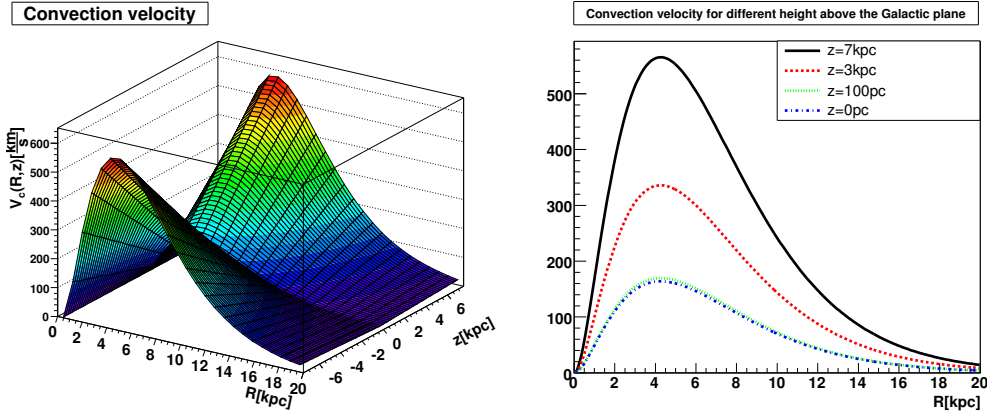 Convection velocity
V_c(R,z)[km/s]
600
500
400
300
200
100
0
0 2 4 6 8 10 12 14 16 18 20
R[kpc]
-6 -4 -2 0 2 4 6
z[kpc]
Convection velocity for different height above the Galactic plane
z=7kpc
z=3kpc
z=100pc
z=0pc
500
400
300
200
100
0
0 2 4 6 8 10 12 14 16 18 20
R[kpc]